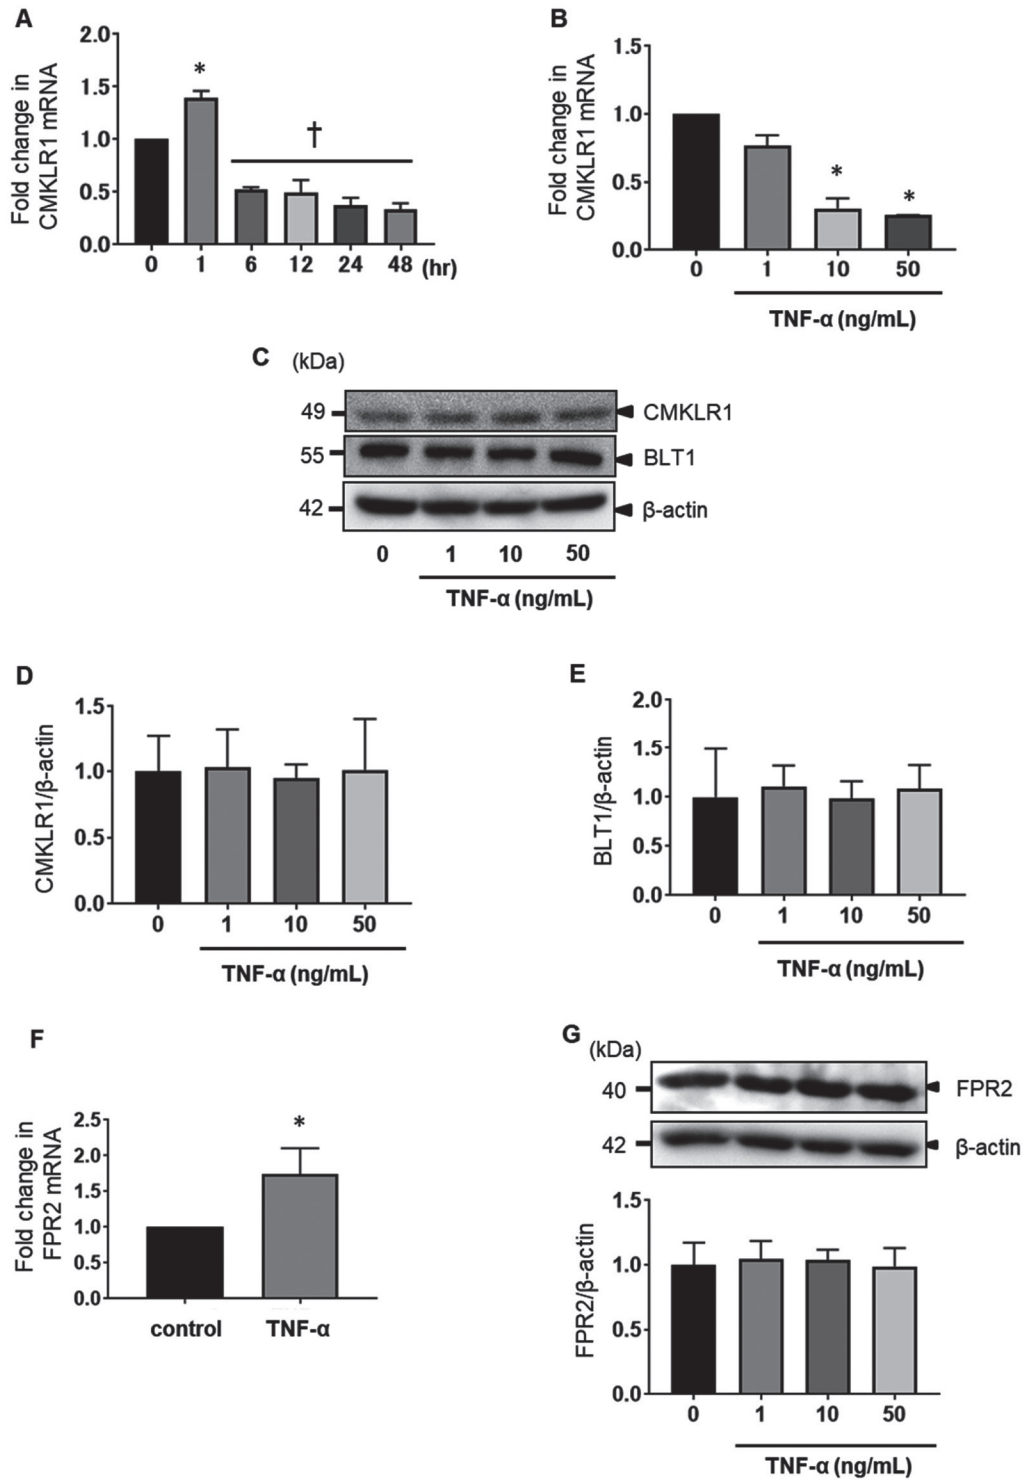 A
Fold change in
CMKLR1 mRNA
2.0
1.5
1.0
0.5
0.0
*
†
0 1 6 12 24 48 (hr)
B
Fold change in
CMKLR1 mRNA
1.5
1.0
0.5
0.0
* *
0 1 10 50
TNF-α (ng/mL)
C (kDa)
49 CMKLR1
55 BLT1
42 β-actin
0 1 10 50
TNF-α (ng/mL)
D
CMKLR1/β-actin
1.5
1.0
0.5
0.0
0 1 10 50
TNF-α (ng/mL)
E
BLT1/β-actin
2.0
1.5
1.0
0.5
0.0
0 1 10 50
TNF-α (ng/mL)
F
Fold change in
FPR2 mRNA
2.5
2.0
1.5
1.0
0.5
0.0
*
control TNF-α
G (kDa)
40 FPR2
42 β-actin
FPR2/β-actin
1.5
1.0
0.5
0.0
0 1 10 50
TNF-α (ng/mL)